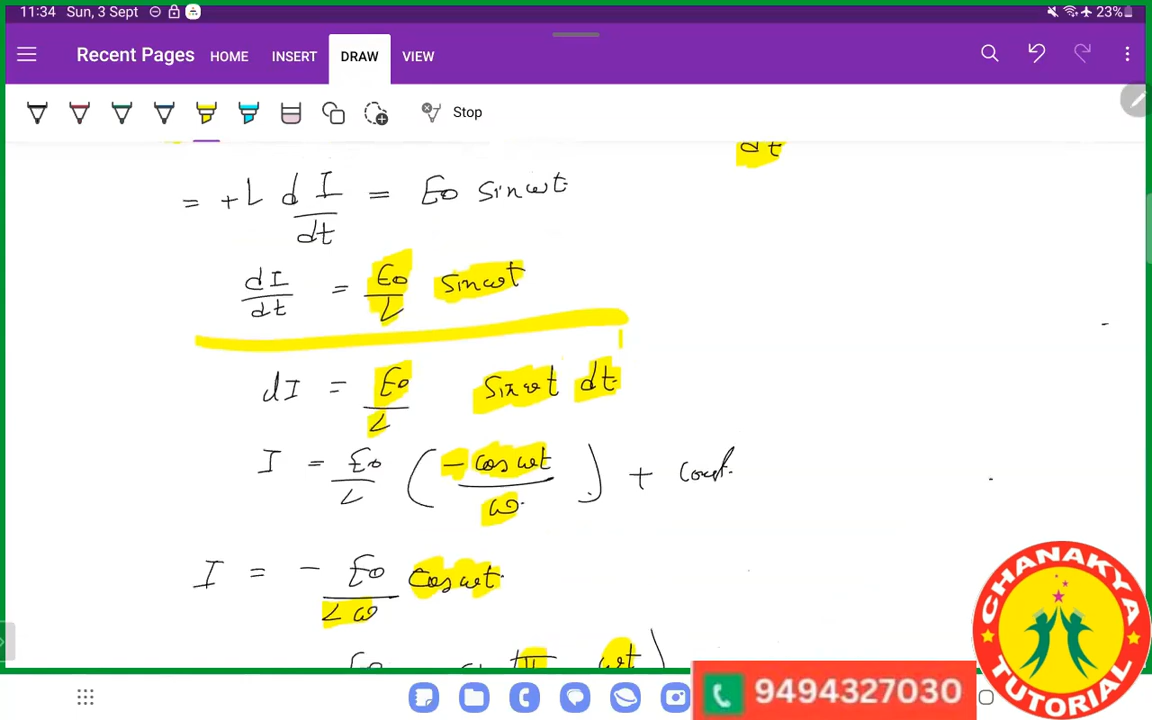 11:34 Sun, 3 Sept
23%
Recent Pages HOME INSERT DRAW VIEW
Stop
dt
= +L dI/dt = E0 sinωt
dI/dt = E0/L sinωt
dI = E0/L sinωt dt
I = E0/L (-cosωt/ω) + const.
I = - E0/Lω cosωt.
π ωt)
9494327030
CHANAKYA TUTORIAL